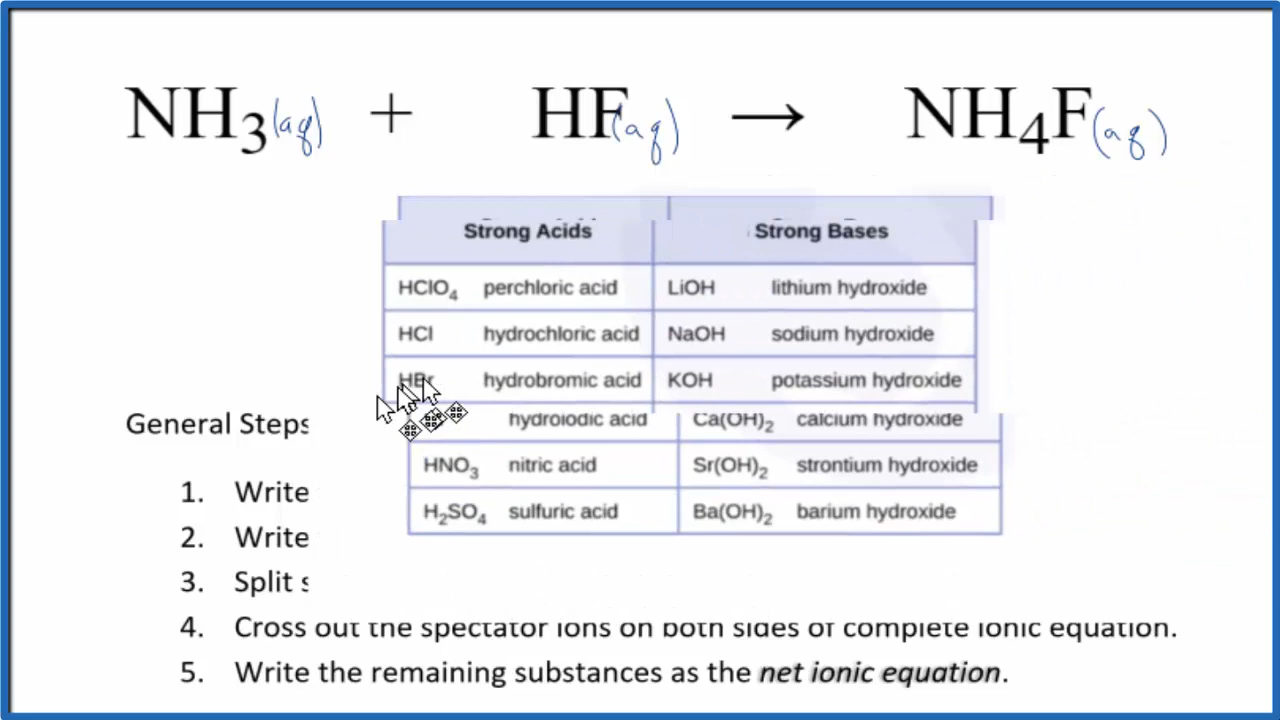 NH₃(aq) + HF(aq) → NH₄F(aq)
Strong Acids Strong Bases
HClO₄ perchloric acid LiOH lithium hydroxide
HCl hydrochloric acid NaOH sodium hydroxide
HBr hydrobromic acid KOH potassium hydroxide
hydroiodic acid Ca(OH)₂ calcium hydroxide
General Steps
HNO₃ nitric acid Sr(OH)₂ strontium hydroxide
1. Write
H₂SO₄ sulfuric acid Ba(OH)₂ barium hydroxide
2. Write
3. Split
4. Cross out the spectator ions on both sides of complete ionic equation.
5. Write the remaining substances as the net ionic equation.